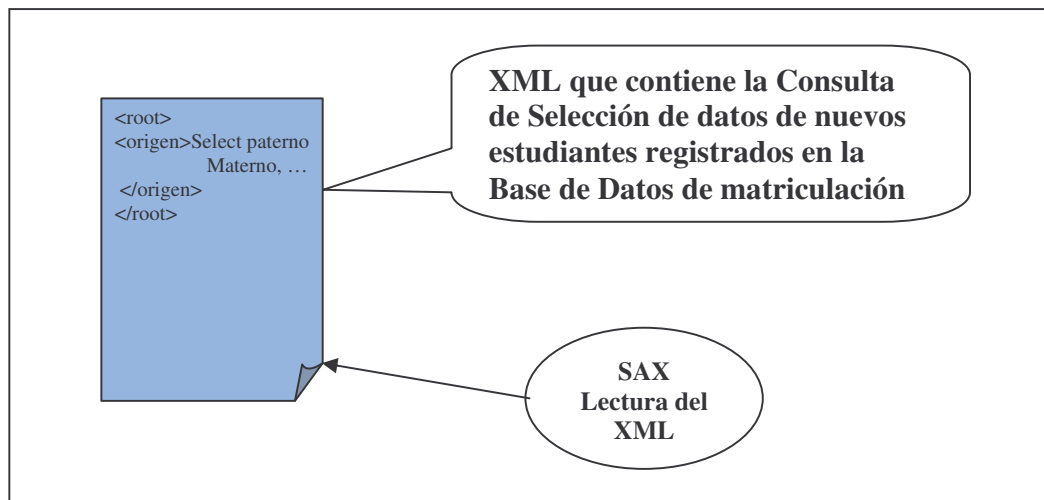 <root>
<origen>Select paterno
Materno, …
</origen>
</root>
XML que contiene la Consulta
de Selección de datos de nuevos
estudiantes registrados en la
Base de Datos de matriculación
SAX
Lectura del
XML